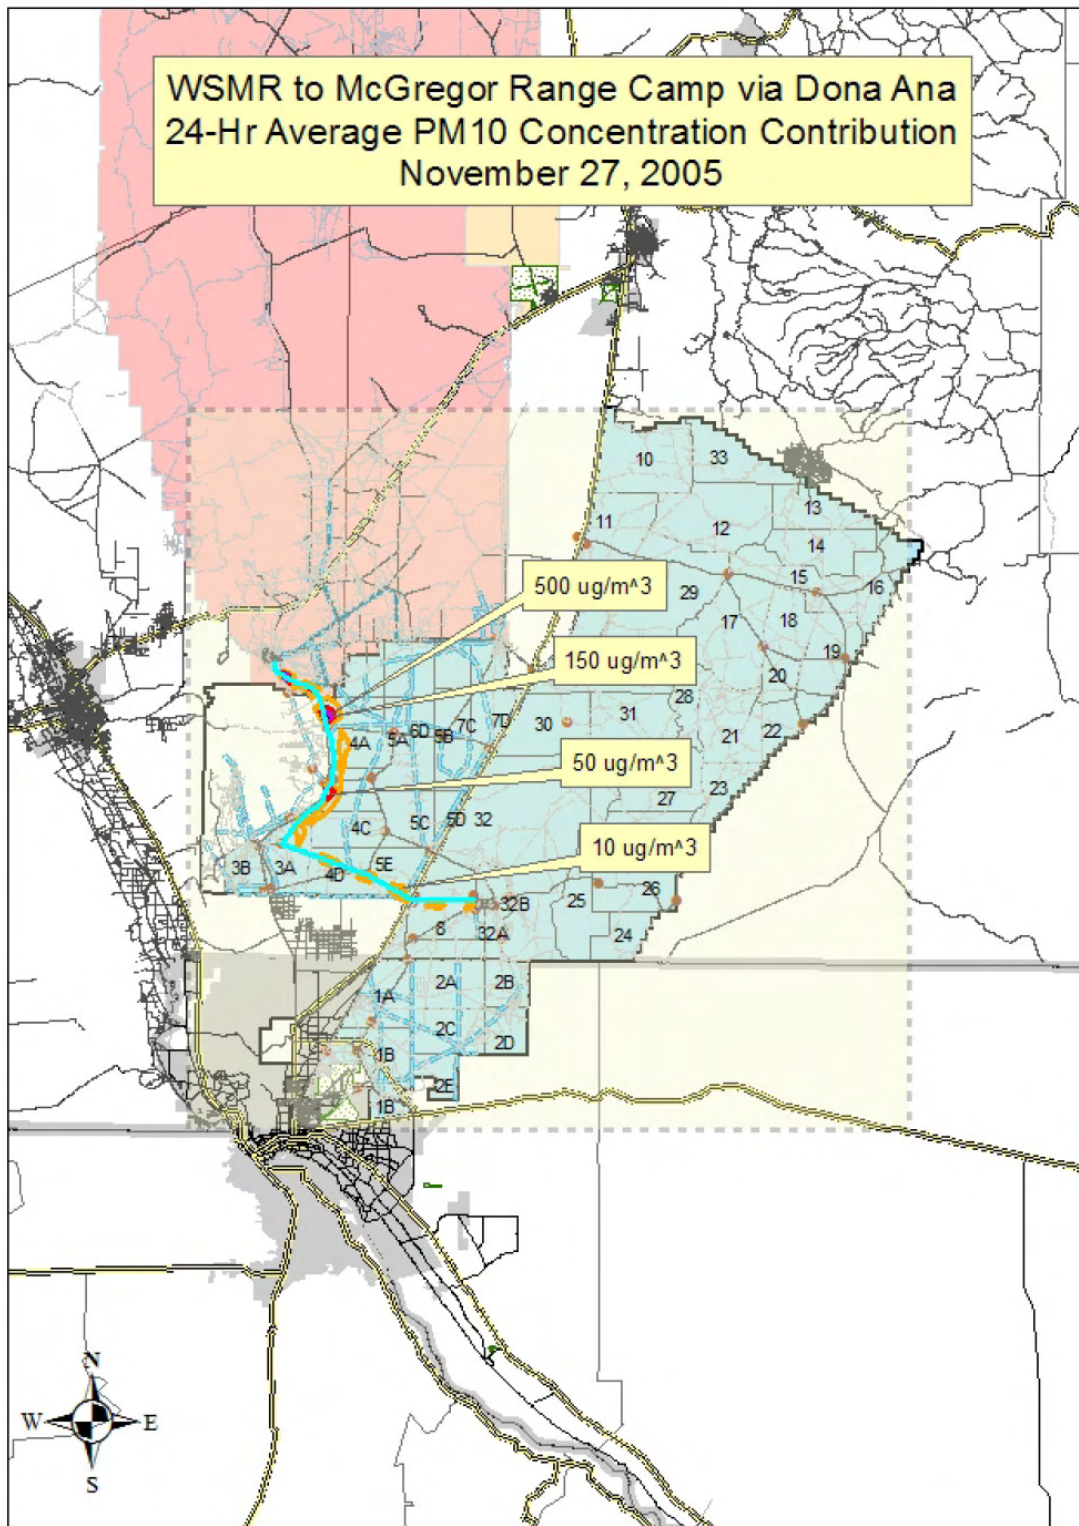 WSMR to McGregor Range Camp via Dona Ana
24-Hr Average PM10 Concentration Contribution
November 27, 2005
10
33
13
11
12
14
500 ug/m^3
29
15
16
17
18
150 ug/m^3
19
20
28
7C
7D
30
31
6D
4A
5A
5B
21
22
50 ug/m^3
23
27
4C
5C
5D
32
10 ug/m^3
5E
3B
3A
4D
26
25
32B
8
32A
24
2A
2B
1A
2C
2D
1B
2E
1B
N
W
E
S